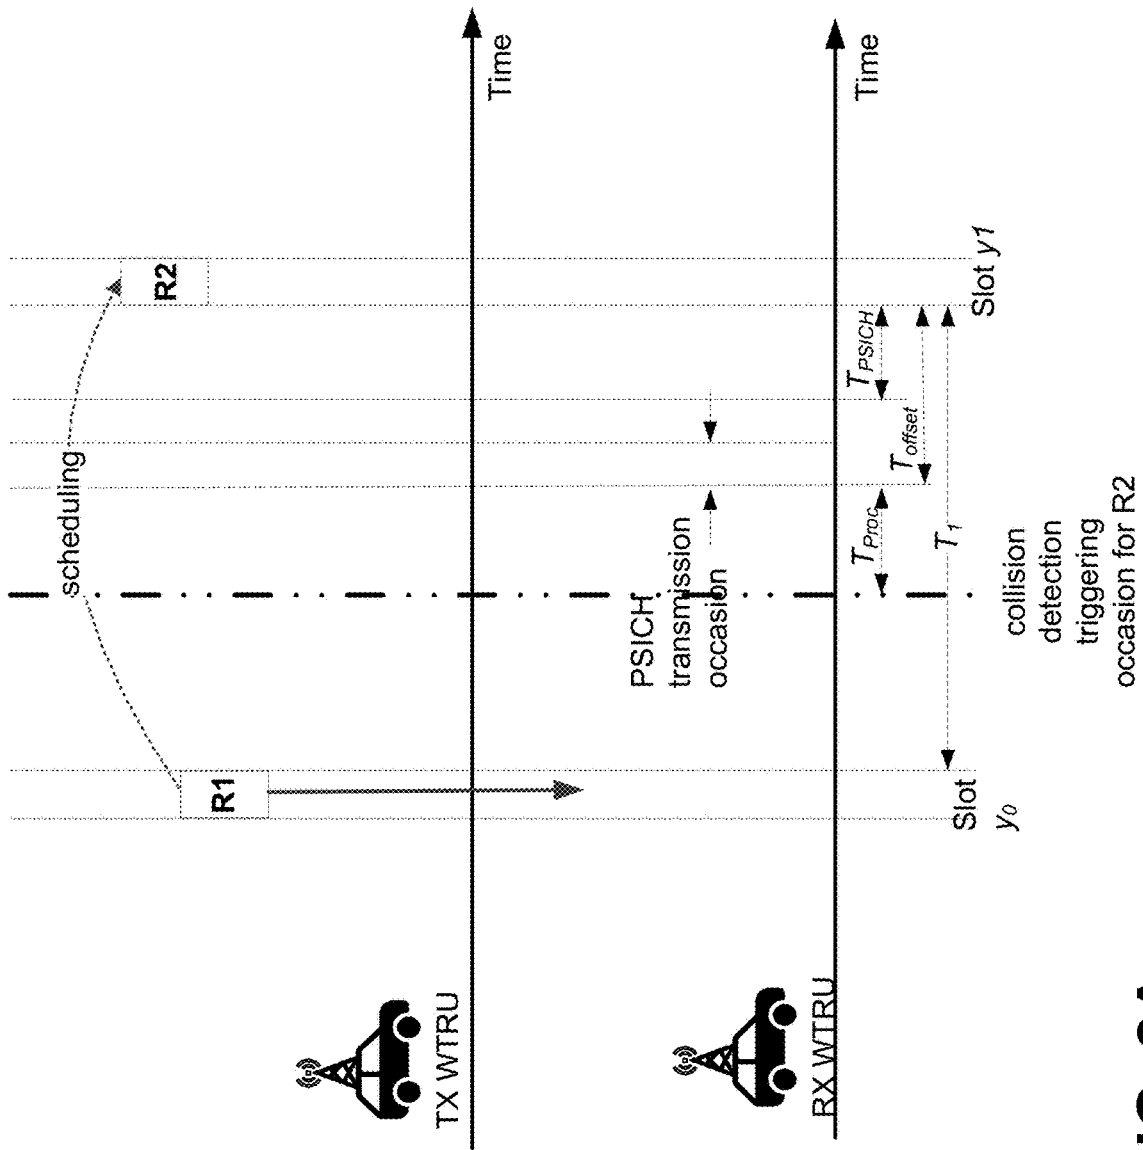 scheduling
R1
R2
Time
TX WTRU
PSICH
transmission
occasion
Time
RX WTRU
TProc
Toffset
TPSICH
T1
Slot
y0
Slot y1
collision
detection
triggering
occasion for R2